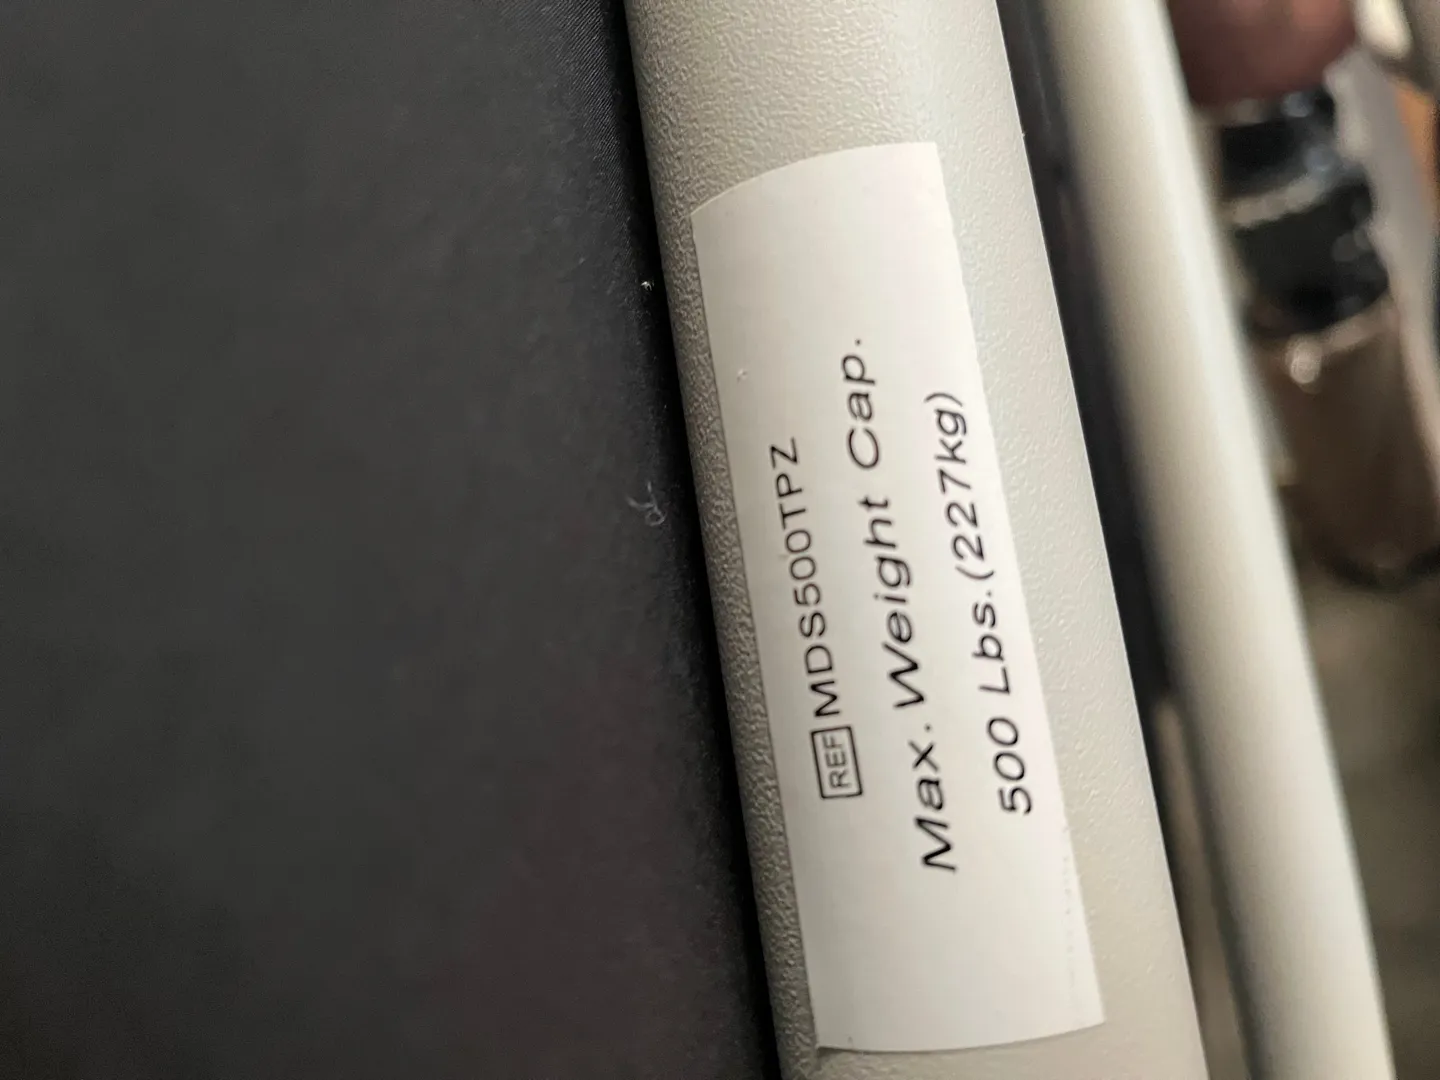 REF MDS500TPZ
Max. Weight Cap.
500 Lbs.(227kg)